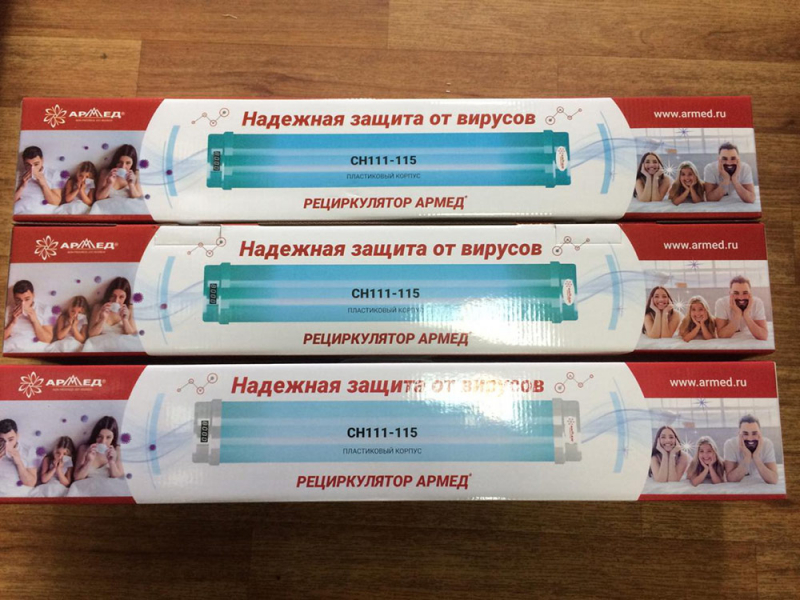 АРМЕД®
Надежная защита от вирусов
www.armed.ru
СН111-115
ПЛАСТИКОВЫЙ КОРПУС
РЕЦИРКУЛЯТОР АРМЕД®
АРМЕД®
Надежная защита от вирусов
www.armed.ru
СН111-115
ПЛАСТИКОВЫЙ КОРПУС
РЕЦИРКУЛЯТОР АРМЕД®
АРМЕД®
Надежная защита от вирусов
www.armed.ru
СН111-115
ПЛАСТИКОВЫЙ КОРПУС
РЕЦИРКУЛЯТОР АРМЕД®